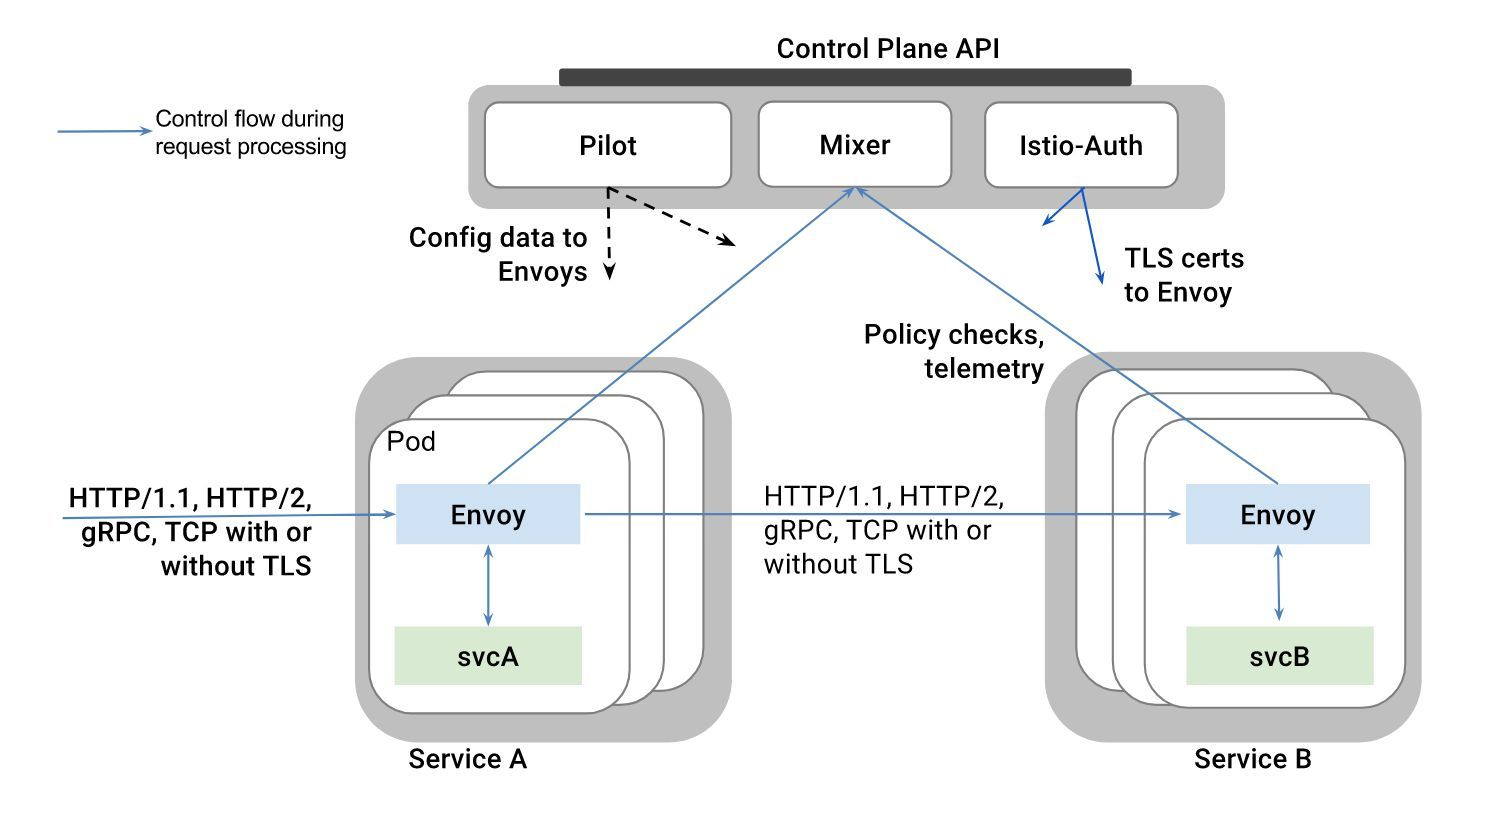 Control Plane API
Control flow during
request processing
Pilot
Mixer
Istio-Auth
Config data to
Envoys
TLS certs
to Envoy
Policy checks,
telemetry
Pod
HTTP/1.1, HTTP/2,
gRPC, TCP with or
without TLS
Envoy
HTTP/1.1, HTTP/2,
gRPC, TCP with or
without TLS
Envoy
svcA
svcB
Service A
Service B